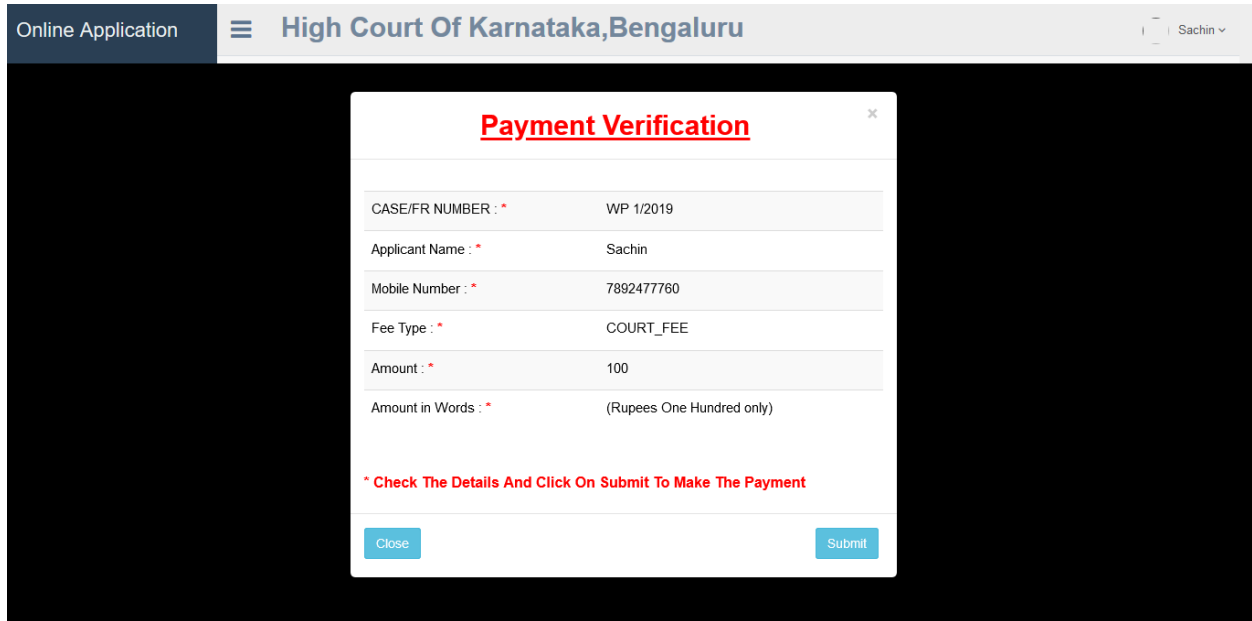 Online Application
High Court Of Karnataka,Bengaluru
Sachin
Payment Verification
×
CASE/FR NUMBER : * WP 1/2019
Applicant Name : * Sachin
Mobile Number : * 7892477760
Fee Type : * COURT_FEE
Amount : * 100
Amount in Words : * (Rupees One Hundred only)
* Check The Details And Click On Submit To Make The Payment
Close Submit